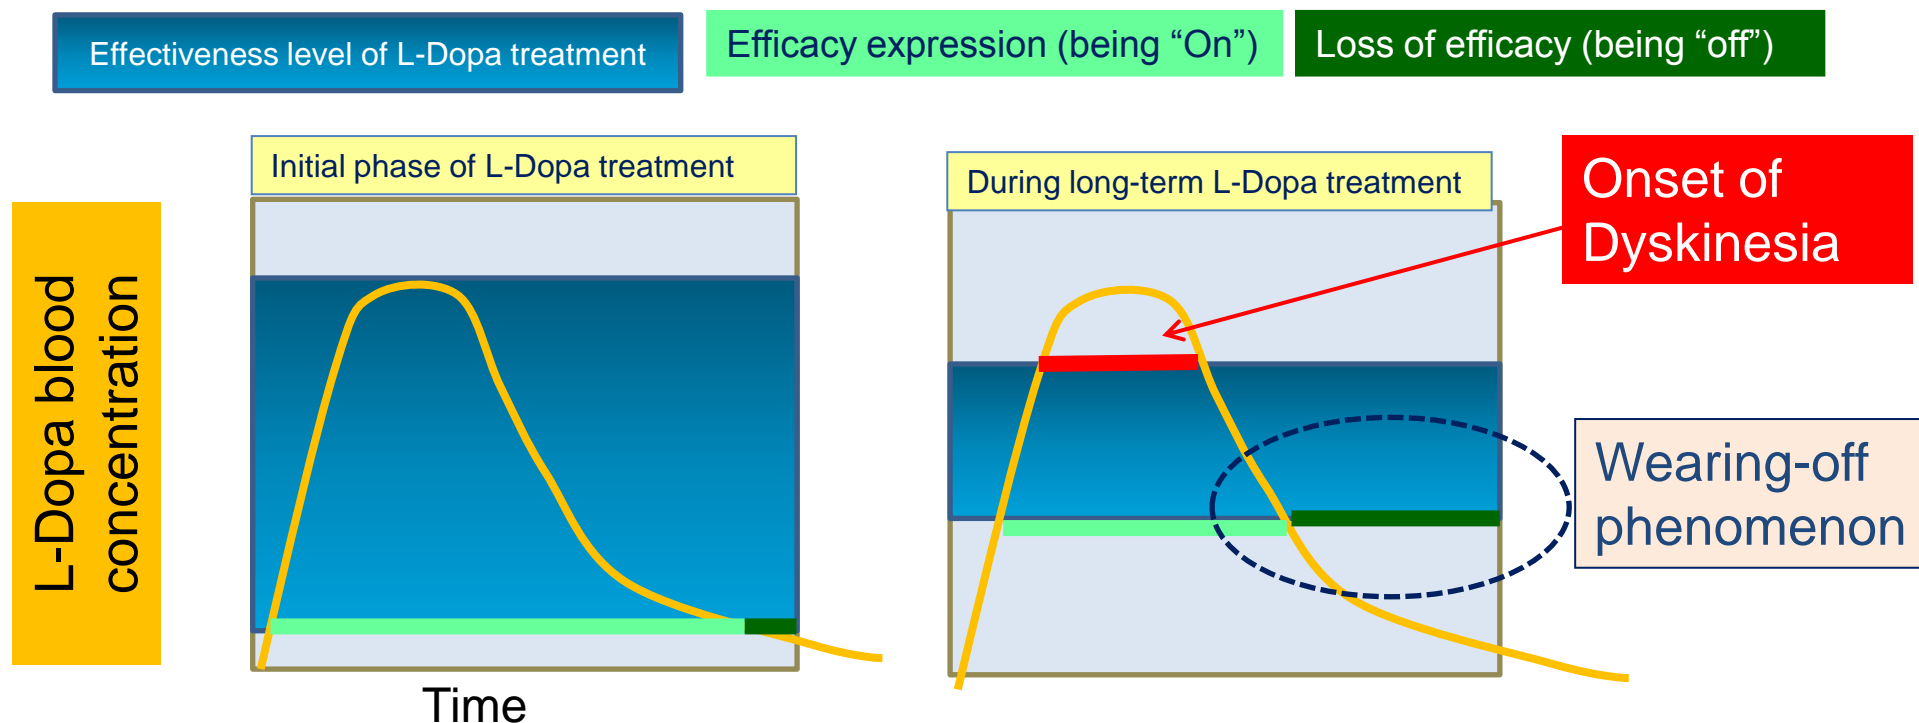 Effectiveness level of L-Dopa treatment
Efficacy expression (being “On”)
Loss of efficacy (being “off”)
Initial phase of L-Dopa treatment
During long-term L-Dopa treatment
Onset of
Dyskinesia
L-Dopa blood
concentration
Wearing-off
phenomenon
Time